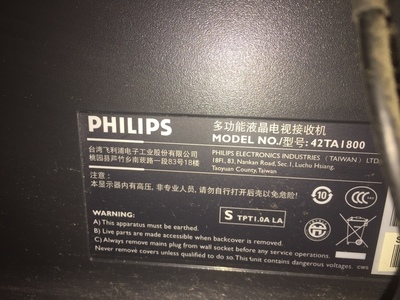 PHILIPS
多功能液晶电视接收机
MODEL NO./型号: 42TA1800
台湾飞利浦电子工业股份有限公司
桃园县芦竹乡南崁路一段83号18楼
PHILIPS ELECTRONICS INDUSTRIES (TAIWAN) LTD
18Fl, 83, Nankan Road, Sec.1, Luchu Hsiang,
Taoyuan County, Taiwan
注意:
本显示器内有高压, 非专业人员, 请勿自行打开后壳以免危险!
10
WARNING:
A) This apparatus must be earthed.
B) Live parts are made accessible when backcover is removed.
C) Always remove mains plug from wall socket before any service operation.
Never remove covers unless qualified to do so. This unit contains dangerous voltages.
S TPT1.0A LA